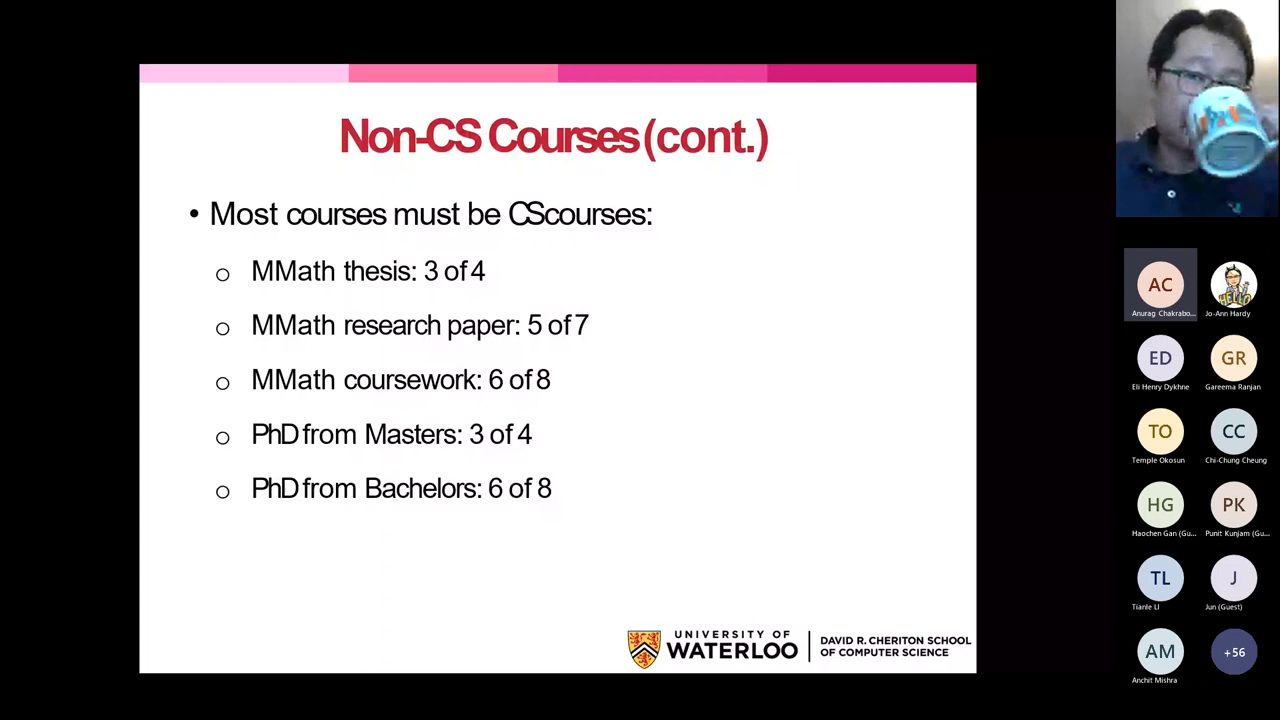 Non-CS Courses (cont.)
• Most courses must be CS courses:
o MMath thesis: 3 of 4
o MMath research paper: 5 of 7
o MMath coursework: 6 of 8
o PhD from Masters: 3 of 4
o PhD from Bachelors: 6 of 8
UNIVERSITY OF
WATERLOO
DAVID R. CHERITON SCHOOL
OF COMPUTER SCIENCE
AC
Anurag Chakrabo...
HELLO
Jo-Ann Hardy
ED
Eli Henry Dykhne
GR
Gareema Ranjan
TO
Temple Okosun
CC
Chi-Chung Cheung
HG
Haochen Gan (Gu...
PK
Punit Kunjam (Gu...
TL
Tianle LI
J
Jun (Guest)
AM
Anchit Mishra
+56